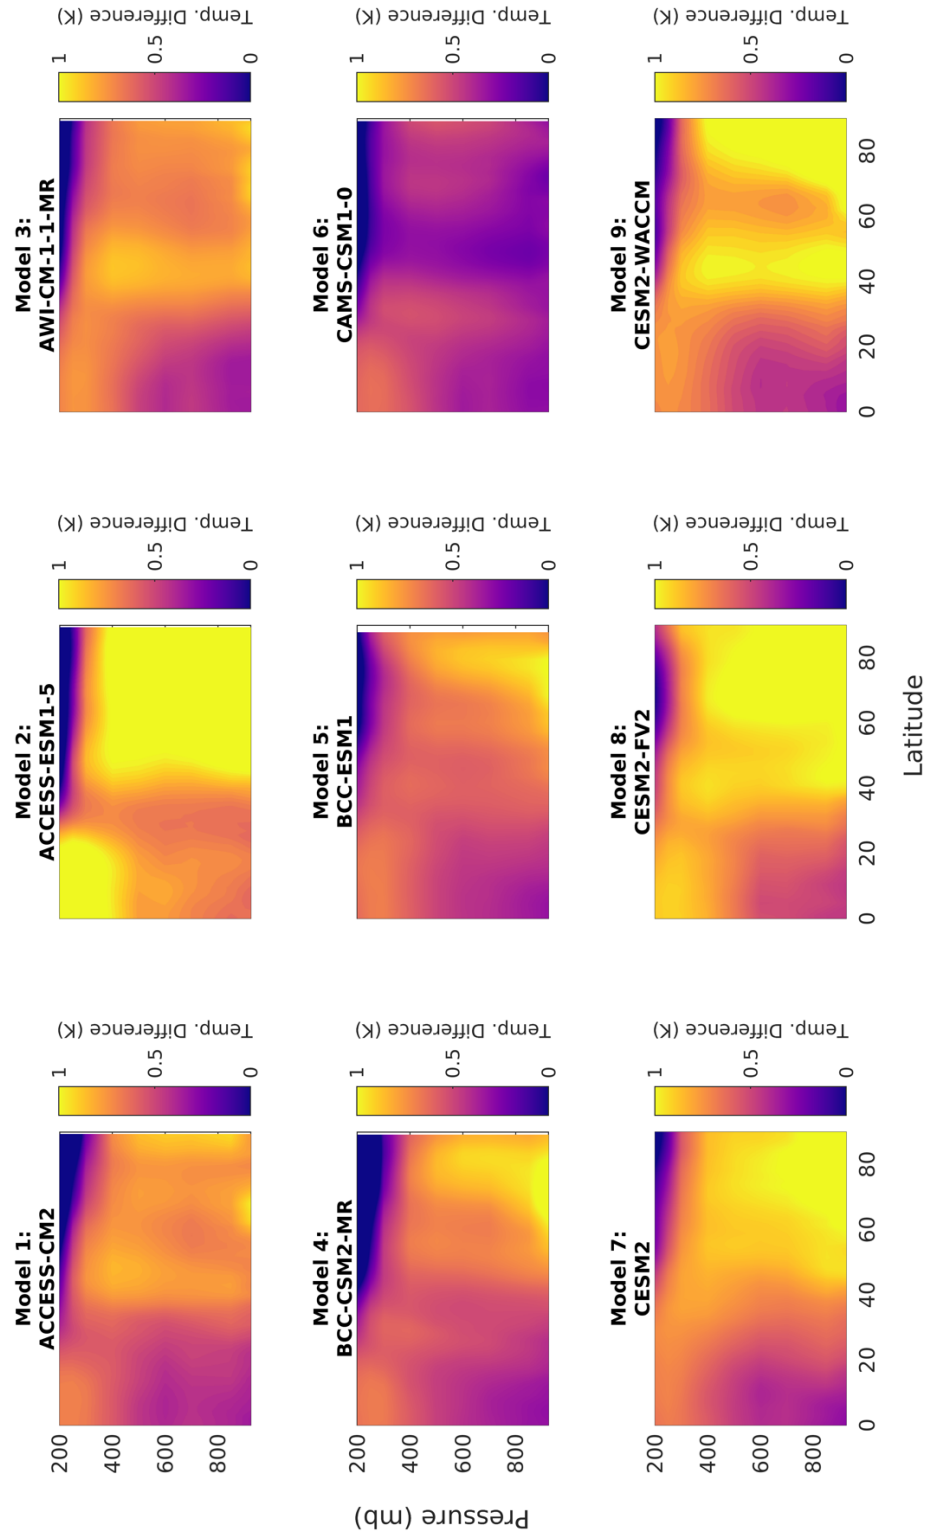 Model 1:
ACCESS-CM2
Model 2:
ACCESS-ESM1-5
Model 3:
AWI-CM-1-1-MR
200
400
600
800
1
0.5
0
Temp. Difference (K)
1
0.5
0
Temp. Difference (K)
1
0.5
0
Temp. Difference (K)
Model 4:
BCC-CSM2-MR
Model 5:
BCC-ESM1
Model 6:
CAMS-CSM1-0
Pressure (mb)
200
400
600
800
1
0.5
0
Temp. Difference (K)
1
0.5
0
Temp. Difference (K)
1
0.5
0
Temp. Difference (K)
Model 7:
CESM2
Model 8:
CESM2-FV2
Model 9:
CESM2-WACCM
200
400
600
800
1
0.5
0
Temp. Difference (K)
1
0.5
0
Temp. Difference (K)
1
0.5
0
Temp. Difference (K)
0 20 40 60 80
0 20 40 60 80
0 20 40 60 80
Latitude